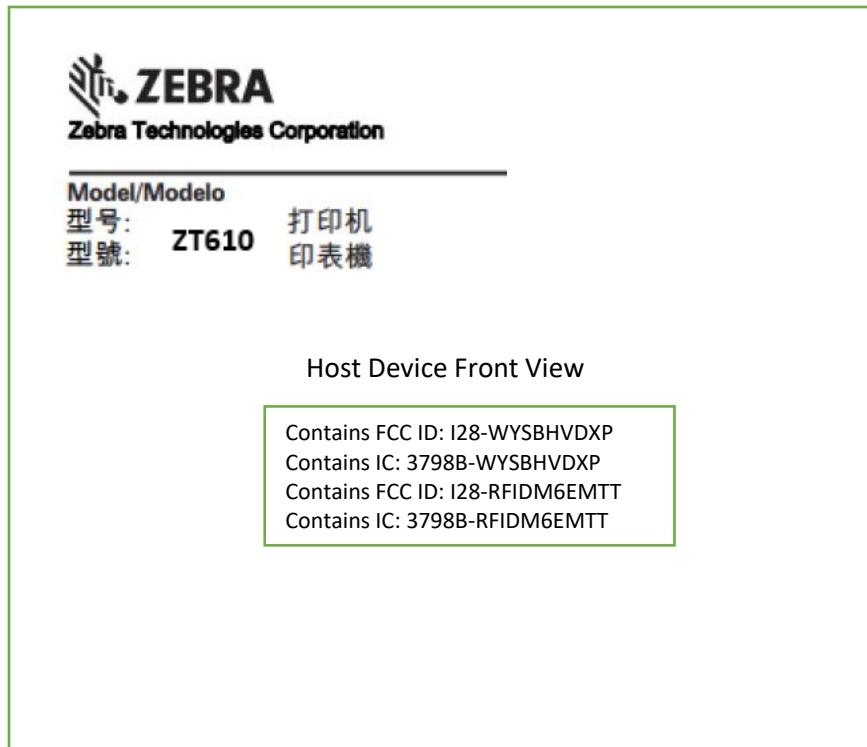 ZEBRA
Zebra Technologies Corporation
Model/Modelo
型号: 打印机
ZT610
型號: 印表機
Host Device Front View
Contains FCC ID: I28-WYSBHVDXP
Contains IC: 3798B-WYSBHVDXP
Contains FCC ID: I28-RFIDM6EMTT
Contains IC: 3798B-RFIDM6EMTT